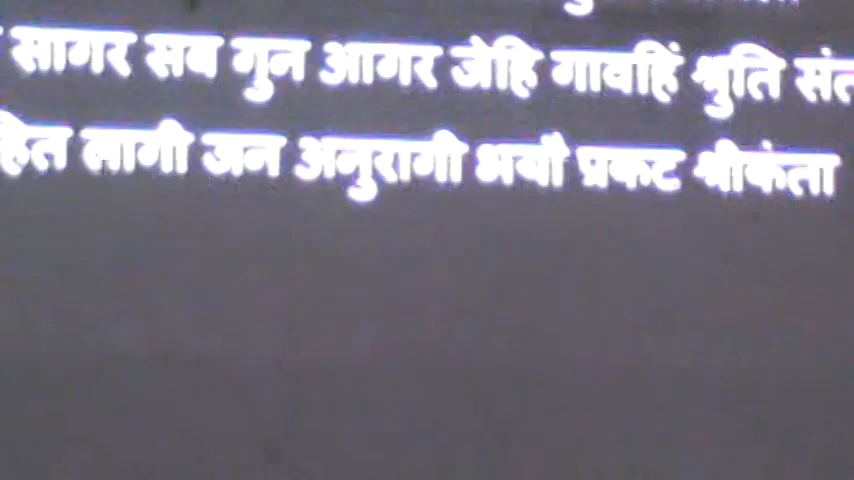 सागर सब गुन आगर जेहि गावहिं श्रुति
हित लागी जन अनुरागी भयौ प्रकट श्रीकंता